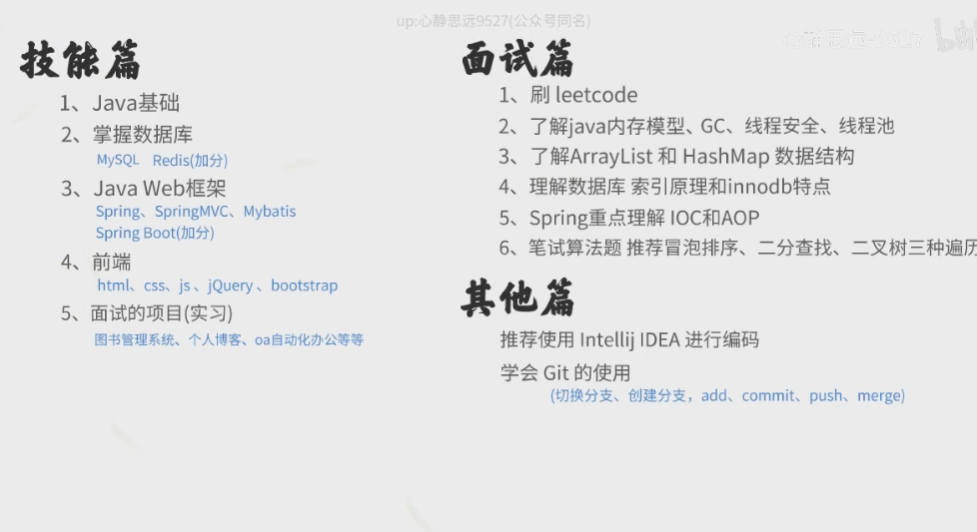 up:心静思远9527(公众号同名)
技能篇
1、Java基础
2、掌握数据库
MySQL Redis(加分)
3、Java Web框架
Spring、SpringMVC、Mybatis
Spring Boot(加分)
4、前端
html、css、js、jQuery、bootstrap
5、面试的项目(实习)
图书管理系统、个人博客、oa自动化办公等等
面试篇
1、刷 leetcode
2、了解java内存模型、GC、线程安全、线程池
3、了解ArrayList 和 HashMap 数据结构
4、理解数据库 索引原理和innodb特点
5、Spring重点理解 IOC和AOP
6、笔试算法题 推荐冒泡排序、二分查找、二叉树三种遍历
其他篇
推荐使用 Intellij IDEA 进行编码
学会 Git 的使用
(切换分支、创建分支，add、commit、push、merge)